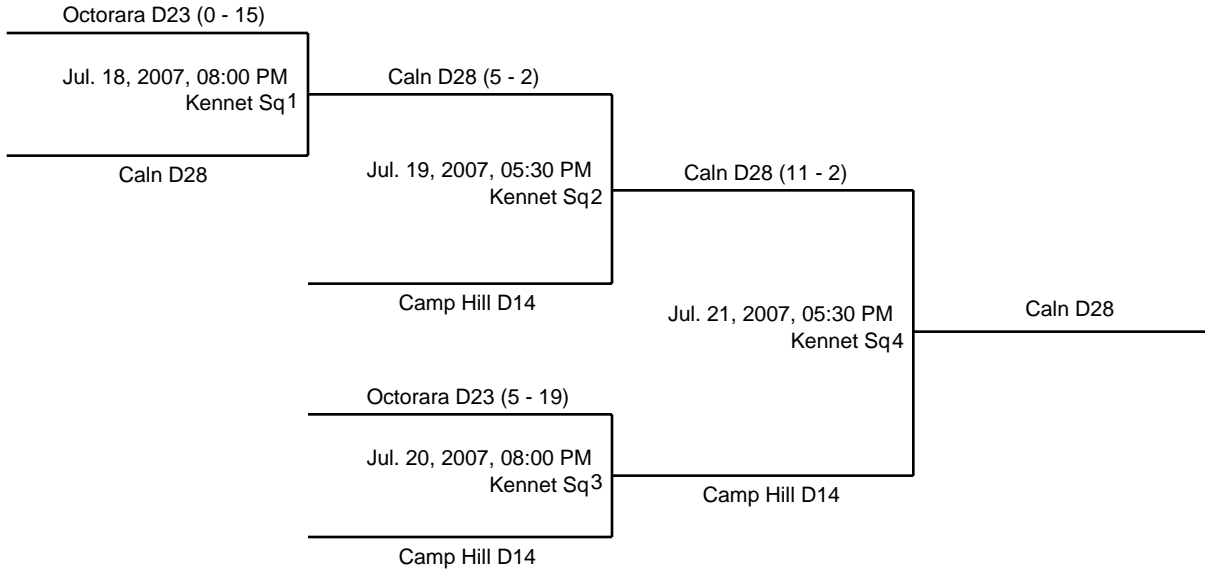 Octorara D23 (0 - 15)
Jul. 18, 2007, 08:00 PM
Kennet Sq1
Caln D28
Caln D28 (5 - 2)
Jul. 19, 2007, 05:30 PM
Kennet Sq2
Camp Hill D14
Caln D28 (11 - 2)
Jul. 21, 2007, 05:30 PM
Kennet Sq4
Caln D28
Octorara D23 (5 - 19)
Jul. 20, 2007, 08:00 PM
Kennet Sq3
Camp Hill D14
Camp Hill D14